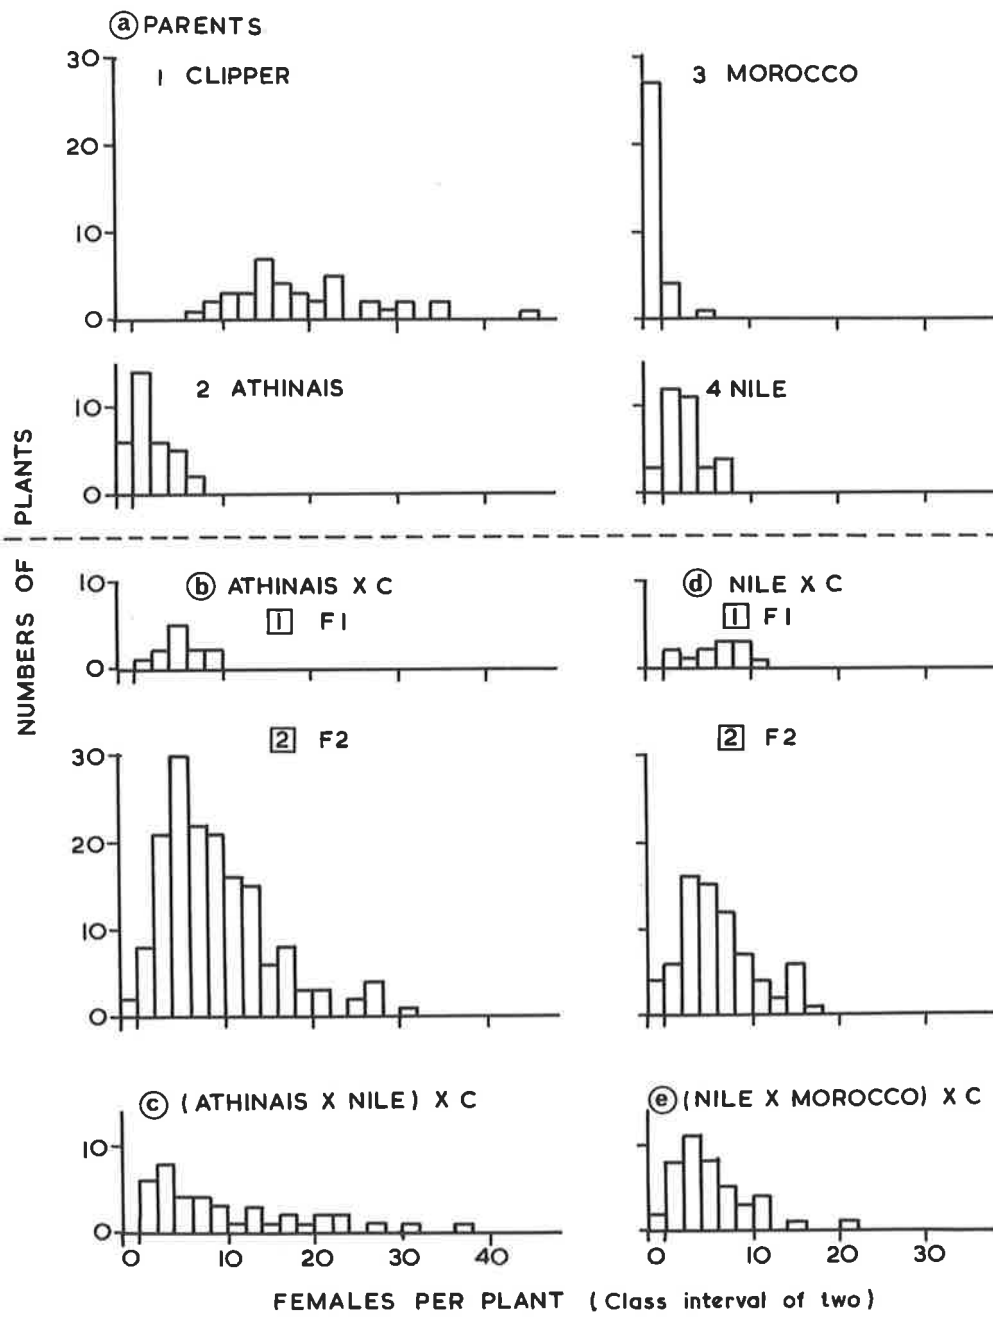 ⓐ PARENTS
30
1 CLIPPER
3 MOROCCO
20
10
0
2 ATHINAIS
4 NILE
10
0
NUMBERS OF PLANTS
10
ⓑ ATHINAIS X C
ⓓ NILE X C
1 F1
1 F1
0
2 F2
2 F2
30
20
10
0
ⓒ (ATHINAIS X NILE) X C
ⓔ (NILE X MOROCCO) X C
10
0
0 10 20 30 40
0 10 20 30
FEMALES PER PLANT (Class interval of two)